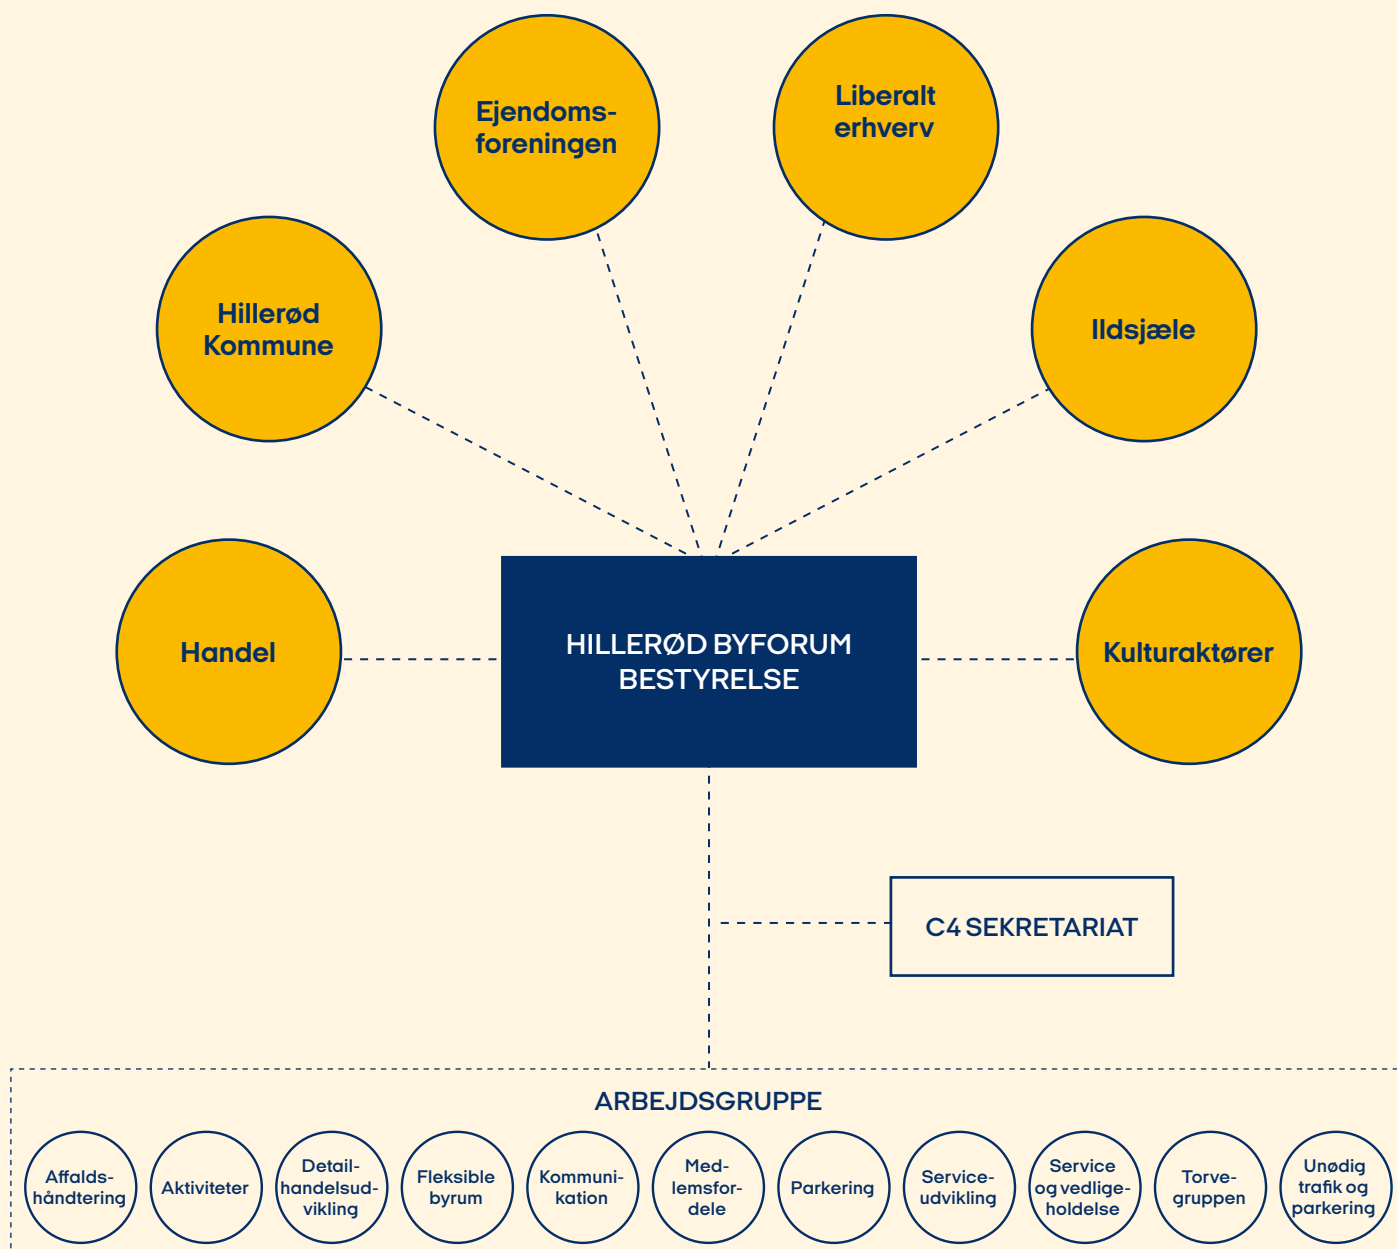 Ejendoms-
foreningen
Liberalt
erhverv
Hillerød
Kommune
Ildsjæle
Handel
HILLERØD BYFORUM
BESTYRELSE
Kulturaktører
C4 SEKRETARIAT
ARBEJDSGRUPPE
Affalds-
håndtering
Aktiviteter
Detail-
handelsud-
vikling
Fleksible
byrum
Kommuni-
kation
Med-
lemsfor-
dele
Parkering
Service-
udvikling
Service
og vedlige-
holdelse
Torve-
gruppen
Unødig
trafik og
parkering